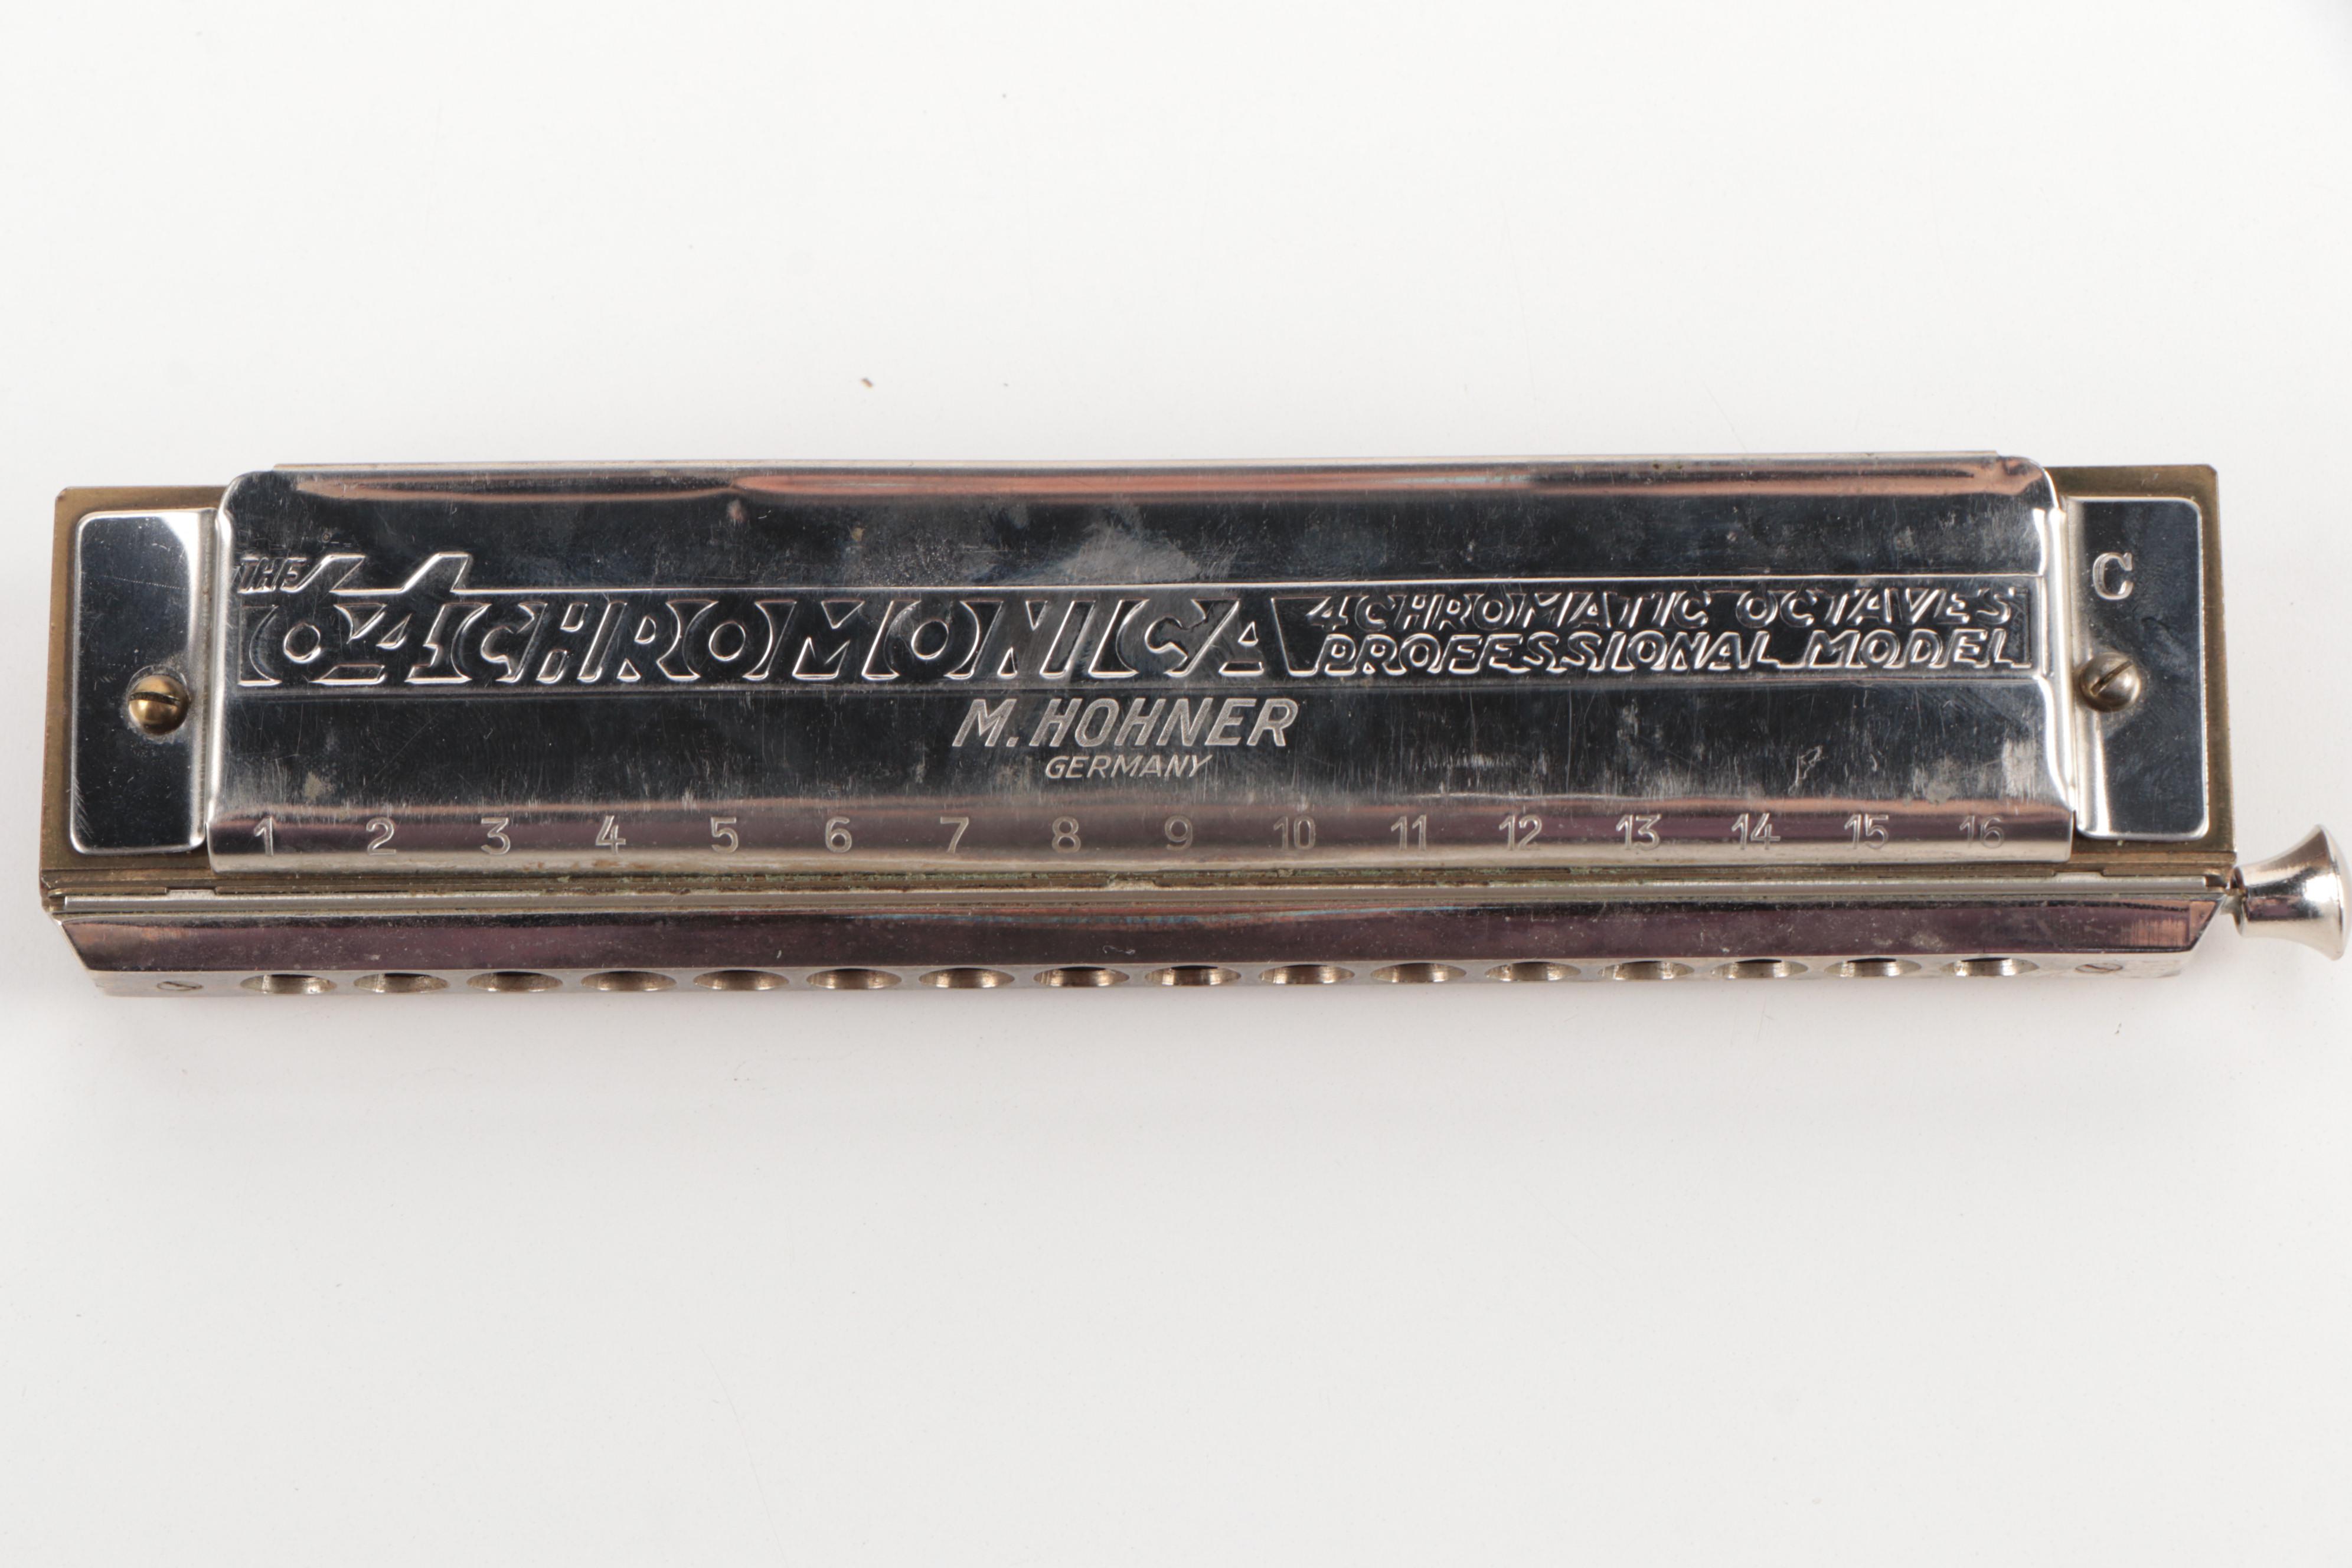 THE
64 CHROMONICA
4 CHROMATIC OCTAVES
PROFESSIONAL MODEL
C
M. HOHNER
GERMANY
1 2 3 4 5 6 7 8 9 10 11 12 13 14 15 16